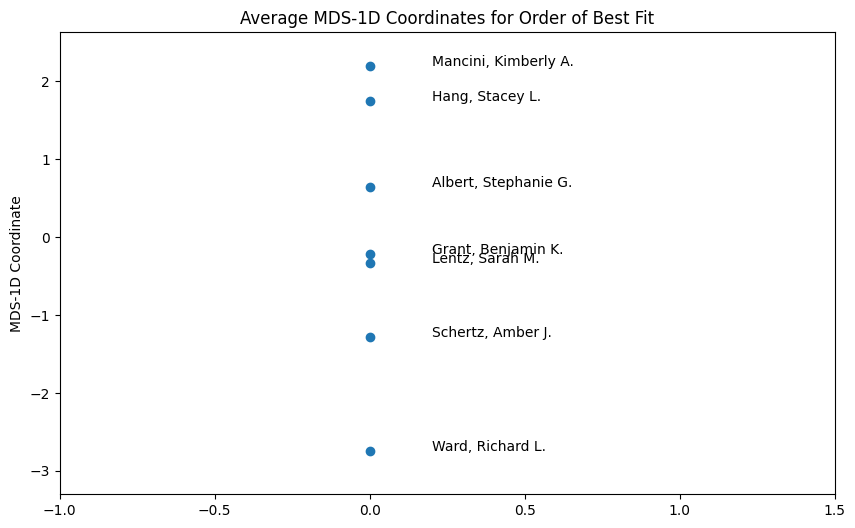 Average MDS-1D Coordinates for Order of Best Fit
MDS-1D Coordinate
2
1
0
−1
−2
−3
Mancini, Kimberly A.
Hang, Stacey L.
Albert, Stephanie G.
Grant, Benjamin K.
Lentz, Sarah M.
Schertz, Amber J.
Ward, Richard L.
−1.0
−0.5
0.0
0.5
1.0
1.5